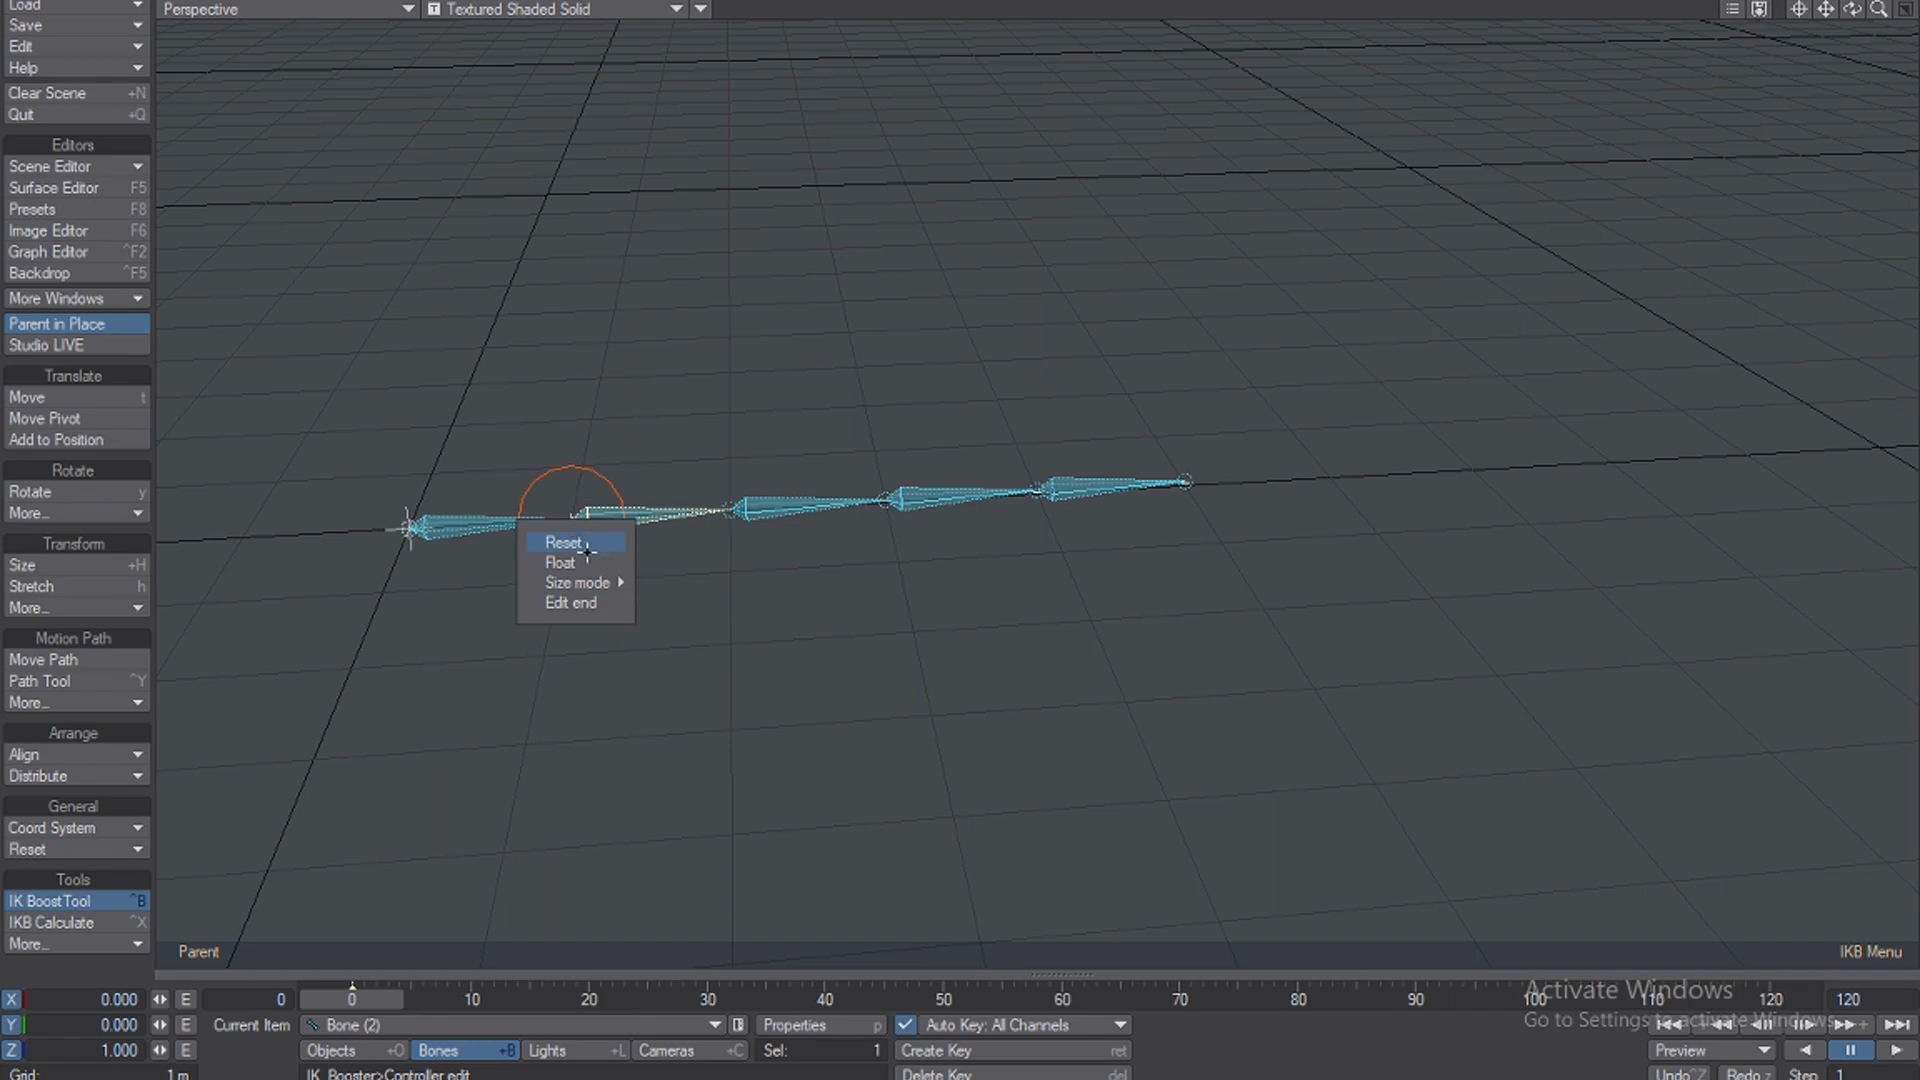 Load
Perspective
T Textured Shaded Solid
Save
Edit
Help
Clear Scene +N
Quit +Q
Editors
Scene Editor
Surface Editor F5
Presets F8
Image Editor F6
Graph Editor ^F2
Backdrop ^F5
More Windows
Parent in Place
Studio LIVE
Translate
Move t
Move Pivot
Add to Position
Rotate
Rotate y
More...
Transform
Size +H
Stretch h
More...
Motion Path
Move Path
Path Tool ^Y
More...
Arrange
Align
Distribute
General
Coord System
Reset
Tools
IK Boost Tool ^B
IKB Calculate ^X
More...
Reset
Float
Size mode
Edit end
Parent
IKB Menu
X 0.000 E 0
0 10 20 30 40 50 60 70 80 90 100 110 120 120
Y 0.000 E Current Item Bone (2) Properties p Auto Key: All Channels
Z 1.000 E Objects +O Bones +B Lights +L Cameras +C Sel: 1 Create Key ret Preview
Grid: 1 m IK_Booster>Controller edit Delete Key del Undo ^Z Redo z Step 1
Activate Windows
Go to Settings to activate Windows.